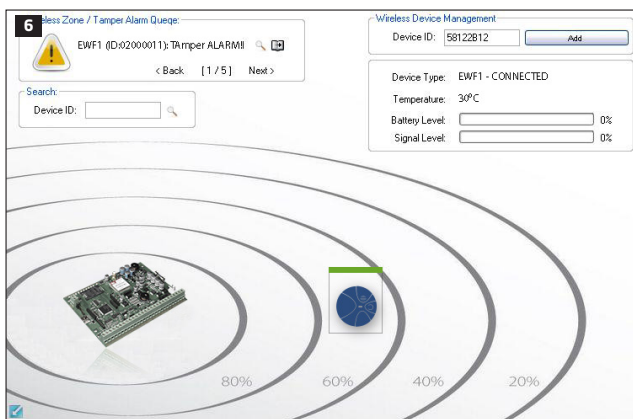 6
eless Zone / Tamper Alarm Queqe:
EWF1 (ID:02000011): TAmper ALARM!!
< Back [ 1 / 5 ] Next >
Search:
Device ID:
Wireless Device Management
Device ID: 58122B12 Add
Device Type: EWF1 - CONNECTED
Temperature: 30°C
Battery Level: 0%
Signal Level: 0%
80% 60% 40% 20%